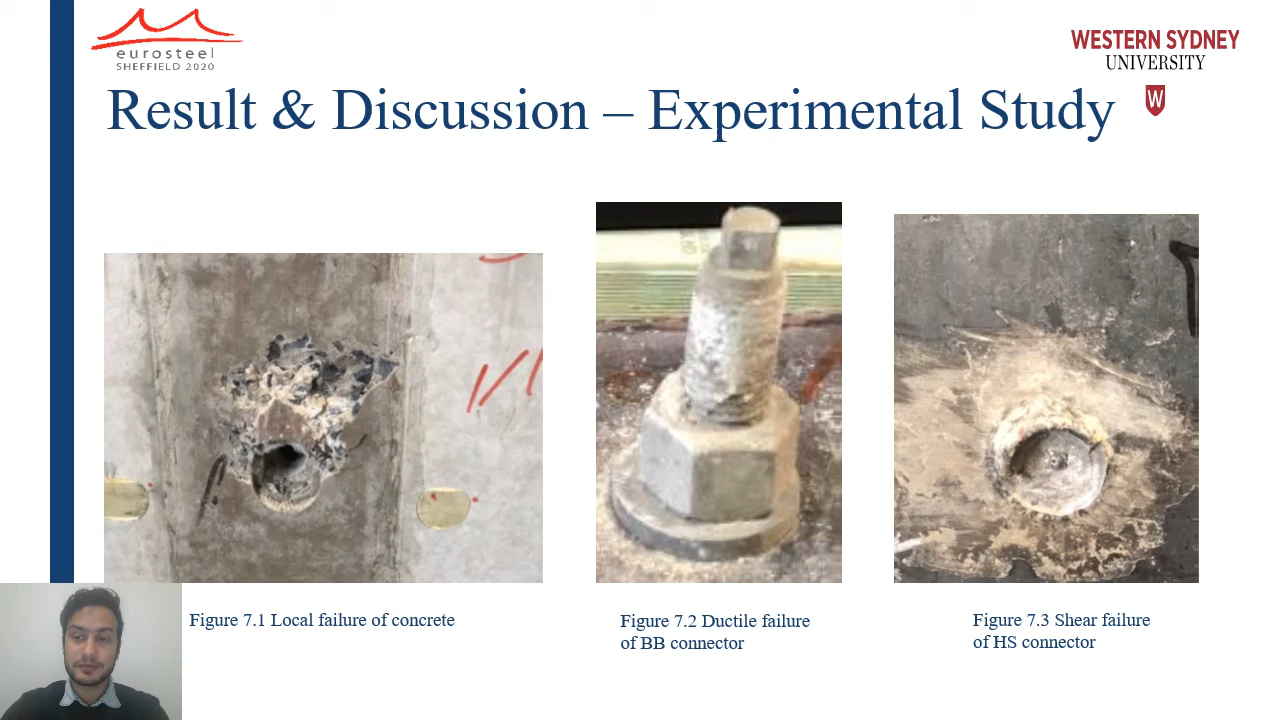 eurosteel
SHEFFIELD 2020
WESTERN SYDNEY
UNIVERSITY
W
Result & Discussion – Experimental Study
Figure 7.1 Local failure of concrete
Figure 7.2 Ductile failure
of BB connector
Figure 7.3 Shear failure
of HS connector